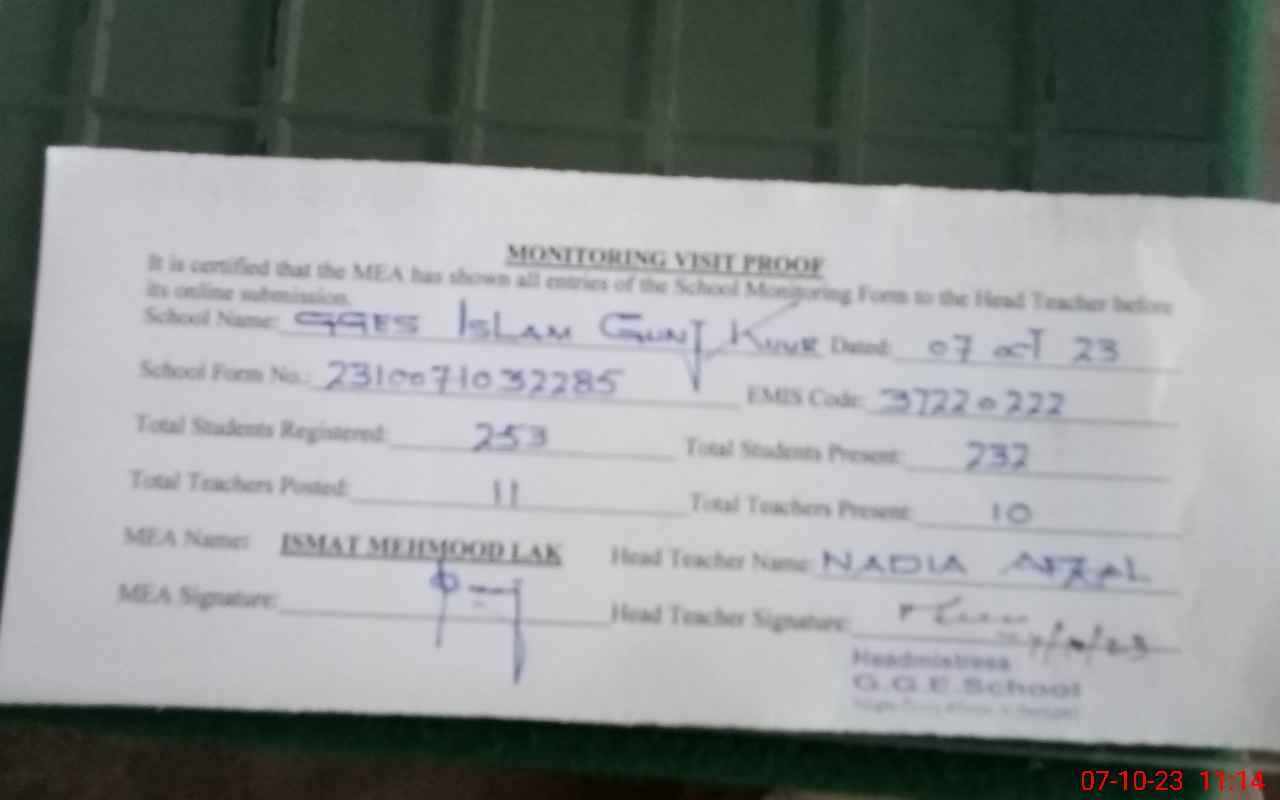 MONITORING VISIT PROOF
It is certified that the MEA has shown all entries of the School Monitoring Form to the Head Teacher before
its online submission.
School Name: GGES ISLAM GUNJ Dated: 07 OCT 23
School Form No.: 2310071032285 EMIS Code: 37220222
Total Students Registered: 253 Total Students Present: 232
Total Teachers Posted: 11 Total Teachers Present: 10
MEA Name: ISMAT MEHMOOD LAK Head Teacher Name: NADIA AFZAL
MEA Signature: Head Teacher Signature:
Headmistress
G.G.E.School
07-10-23 11:14